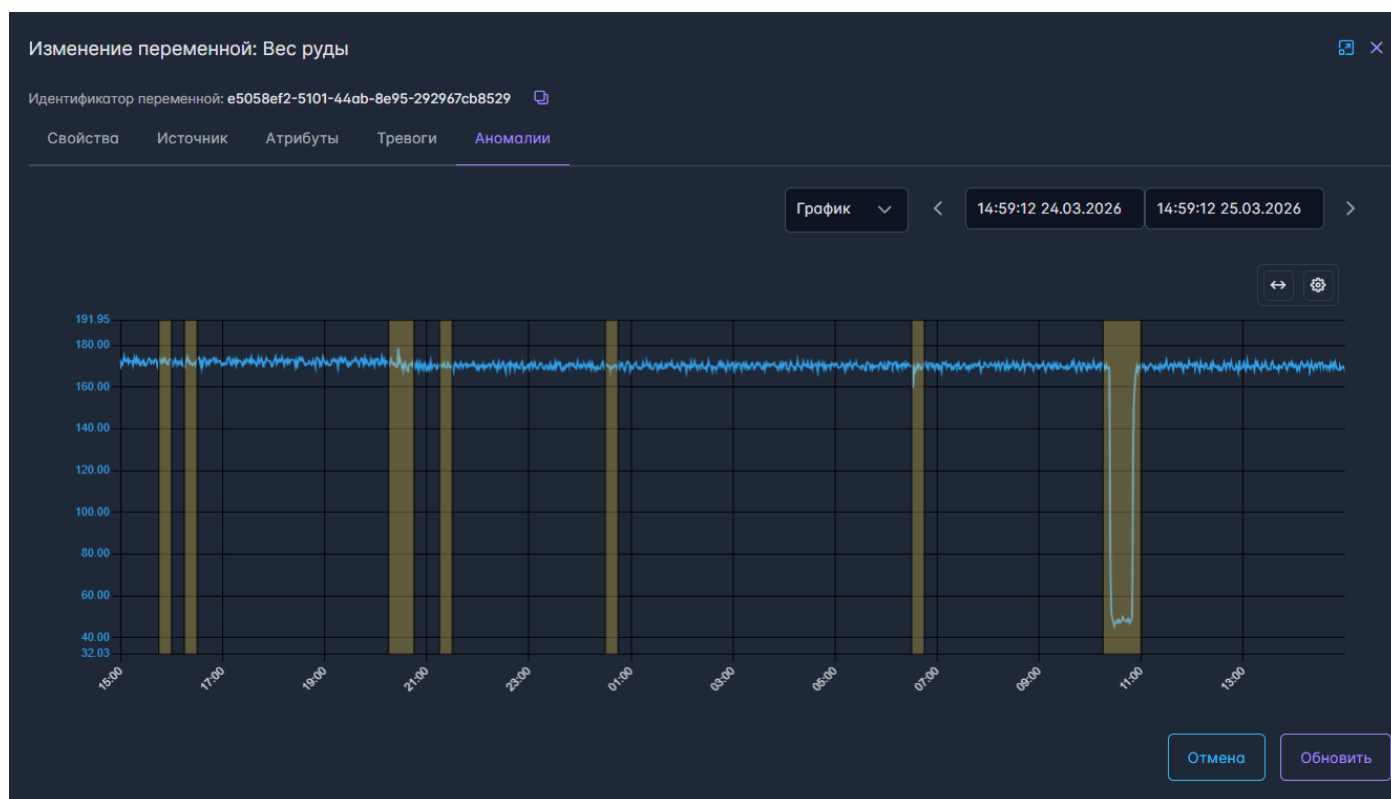 Изменение переменной: Вес руды
Идентификатор переменной: e5058ef2-5101-44ab-8e95-292967cb8529
Свойства Источник Атрибуты Тревоги Аномалии
График 14:59:12 24.03.2026 14:59:12 25.03.2026
191.95
180.00
160.00
140.00
120.00
100.00
80.00
60.00
40.00
32.03
15:00 17:00 19:00 21:00 23:00 01:00 03:00 05:00 07:00 09:00 11:00 13:00
Отмена Обновить